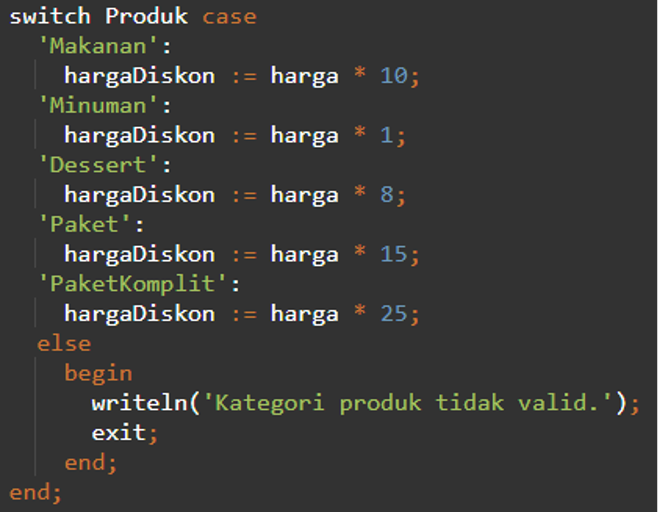 switch Produk case
'Makanan':
hargaDiskon := harga * 10;
'Minuman':
hargaDiskon := harga * 1;
'Dessert':
hargaDiskon := harga * 8;
'Paket':
hargaDiskon := harga * 15;
'PaketKomplit':
hargaDiskon := harga * 25;
else
begin
writeln('Kategori produk tidak valid.');
exit;
end;
end;